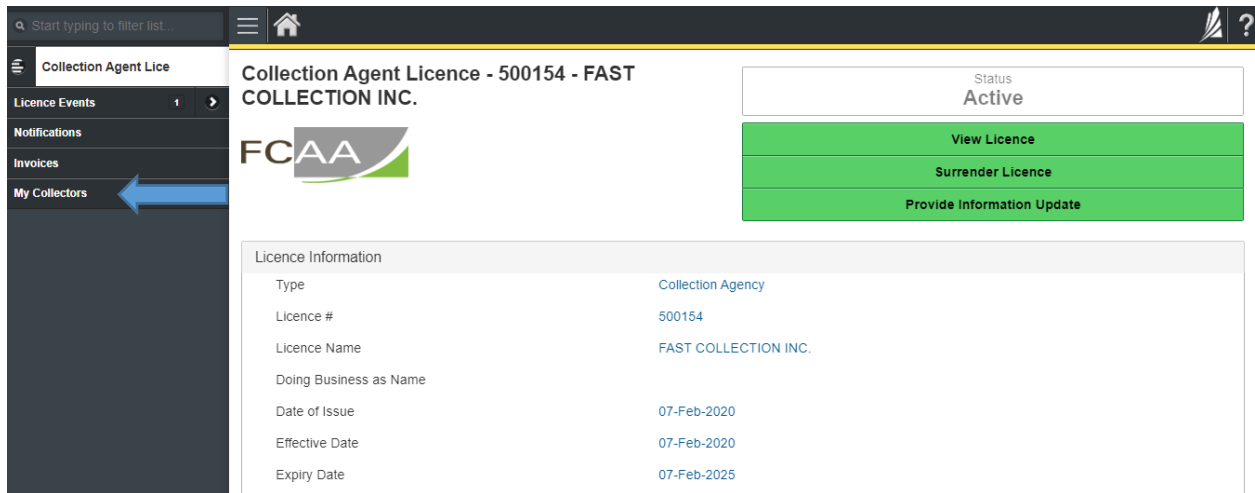 Start typing to filter list...
Collection Agent Lice
Licence Events 1
Notifications
Invoices
My Collectors
?
Collection Agent Licence - 500154 - FAST
COLLECTION INC.
FCAA
Status
Active
View Licence
Surrender Licence
Provide Information Update
Licence Information
Type Collection Agency
Licence # 500154
Licence Name FAST COLLECTION INC.
Doing Business as Name
Date of Issue 07-Feb-2020
Effective Date 07-Feb-2020
Expiry Date 07-Feb-2025